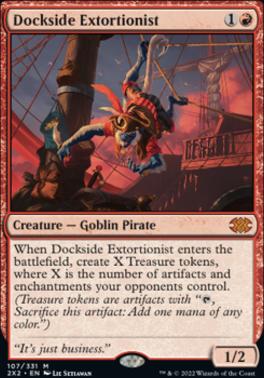 Dockside Extortionist 1
Creature — Goblin Pirate
When Dockside Extortionist enters the
battlefield, create X Treasure tokens,
where X is the number of artifacts and
enchantments your opponents control.
(Treasure tokens are artifacts with “,
Sacrifice this artifact: Add one mana of
any color.”)
“It’s just business.”
1/2
107/331 M
2X2 • EN Lie Setiawan
™ & © 2022 Wizards of the Coast